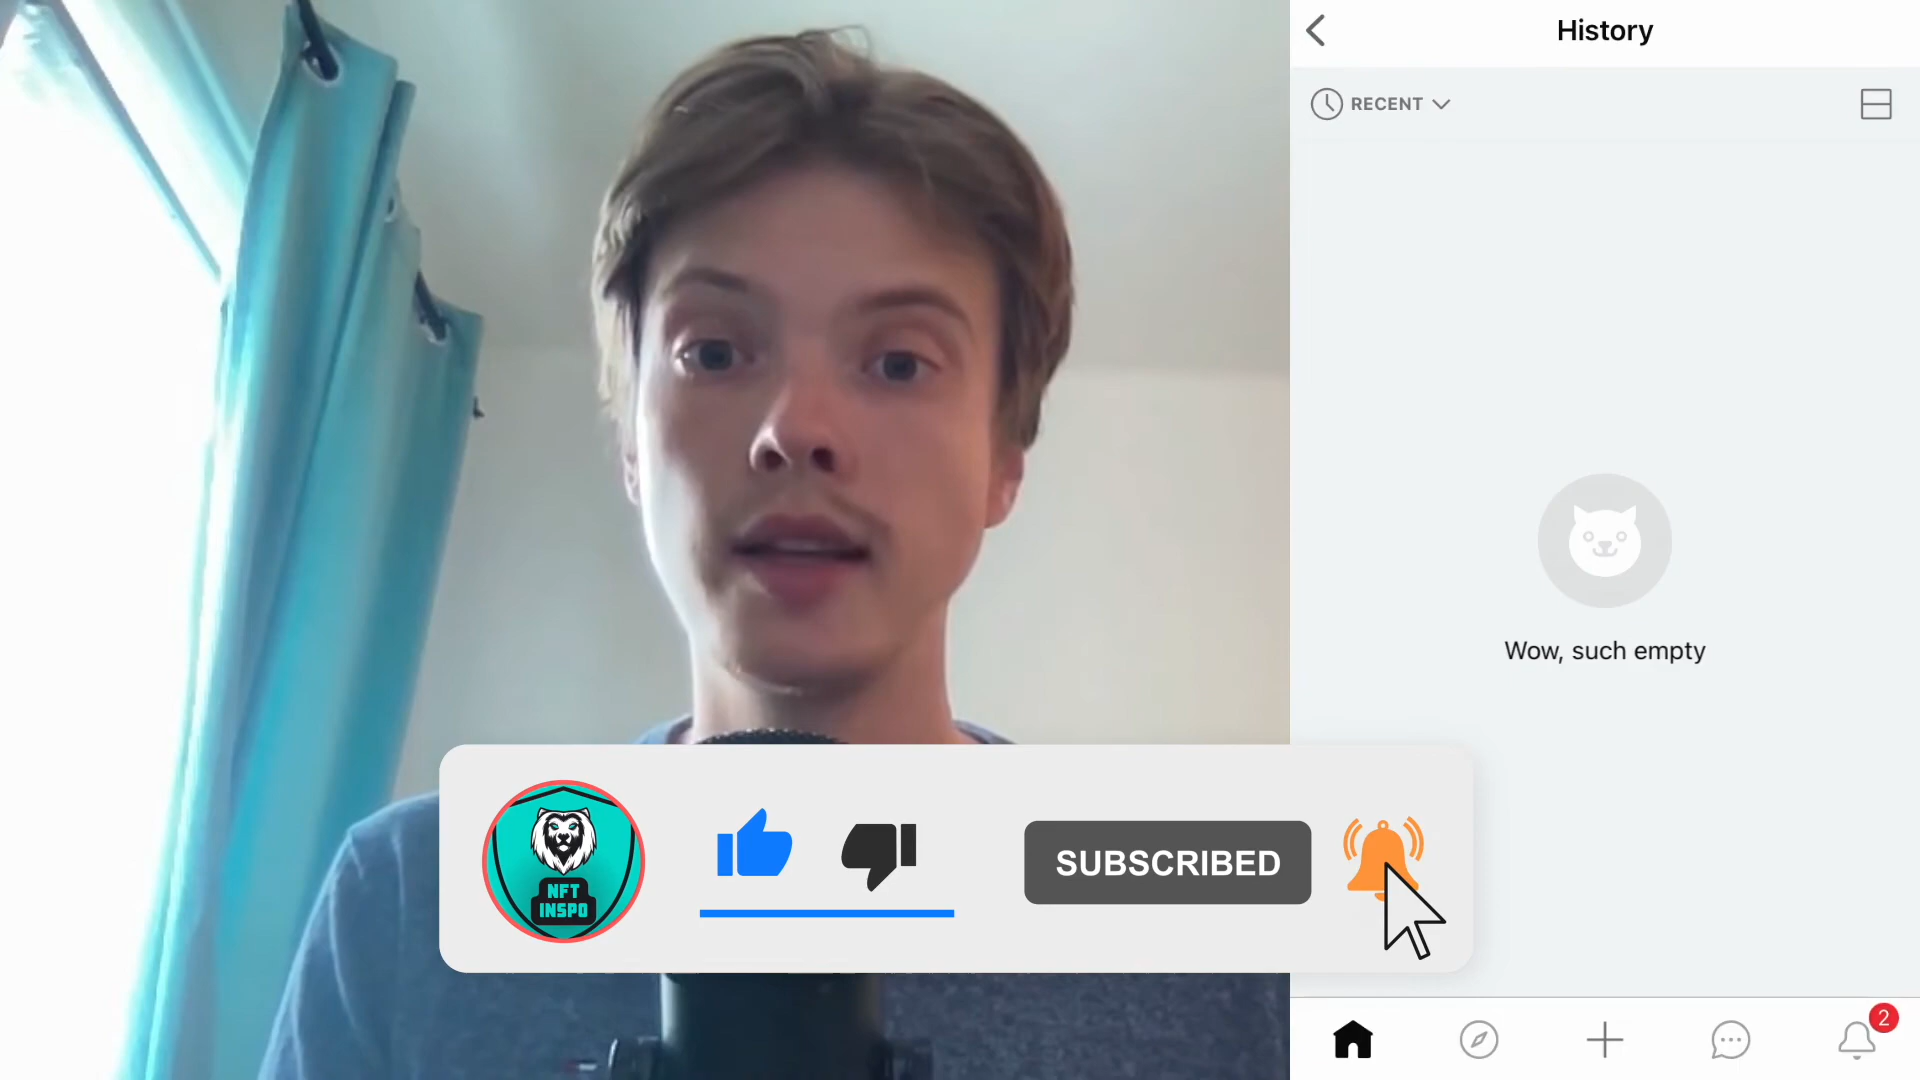 History
RECENT
Wow, such empty
NFT
INSPO
SUBSCRIBED
2